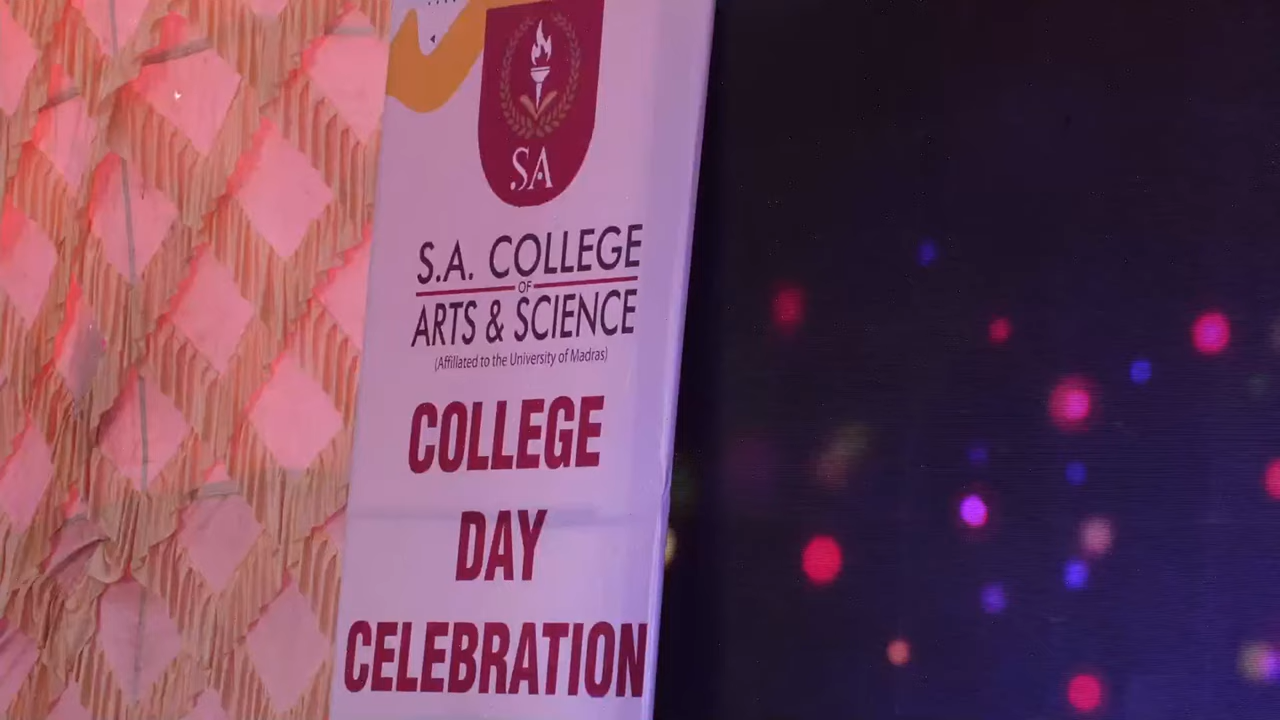 SA
S.A. COLLEGE
OF
ARTS & SCIENCE
(Affiliated to the University of Madras)
COLLEGE
DAY
CELEBRATION